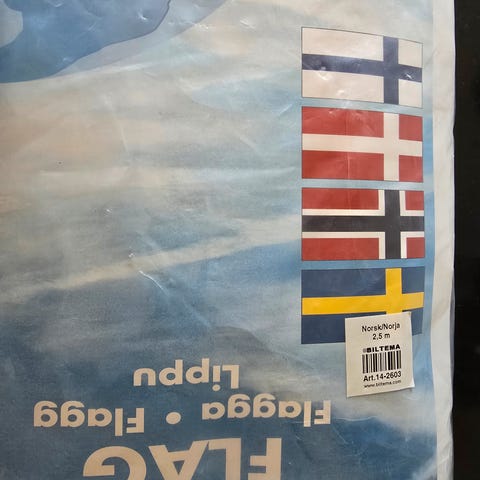 Norsk/Norja
2,5 m
BILTEMA
Art.14-2603
www.biltema.com
FLAG
Flagga • Flagg
Lippu